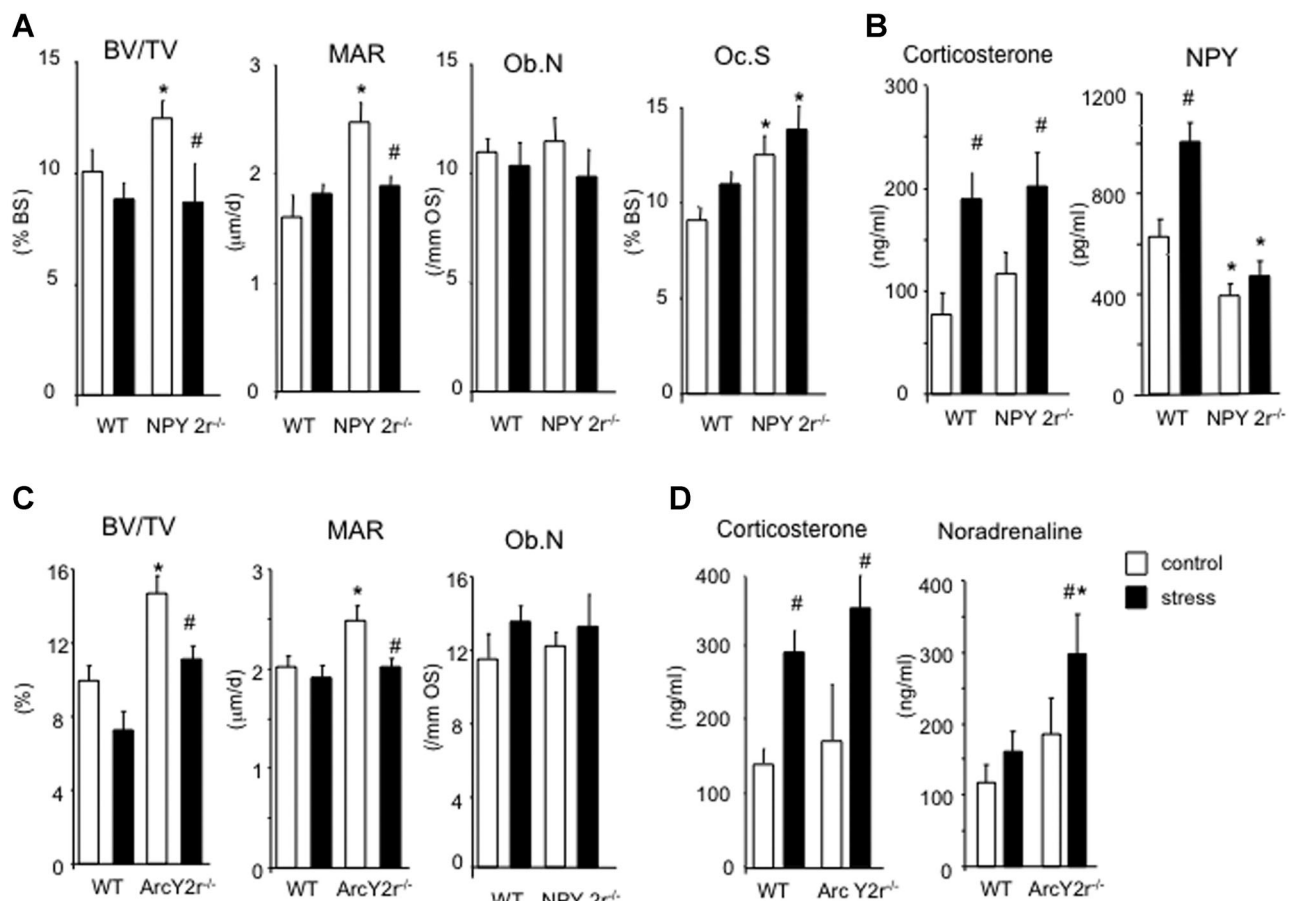 A
BV/TV
MAR
Ob.N
Oc.S
15
10
5
0
(% BS)
WT NPY 2r-/-
3
2
1
0
(μm/d)
WT NPY 2r-/-
15
10
5
0
(/mm OS)
WT NPY 2r-/-
15
10
5
0
(% BS)
WT NPY 2r-/-
* # * # * *
B
Corticosterone
NPY
300
200
100
0
(ng/ml)
# #
WT NPY 2r-/-
1200
800
400
0
(pg/ml)
# * *
WT NPY 2r-/-
C
BV/TV
MAR
Ob.N
16
12
8
4
0
(%)
* #
WT ArcY2r-/-
3
2
1
0
(μm/d)
* #
WT ArcY2r-/-
16
12
8
4
0
(/mm OS)
WT NPY 2r-/-
D
Corticosterone
Noradrenaline
400
300
200
100
0
(ng/ml)
# #
WT Arc Y2r-/-
400
300
200
100
0
(ng/ml)
#*
WT ArcY2r-/-
control
stress